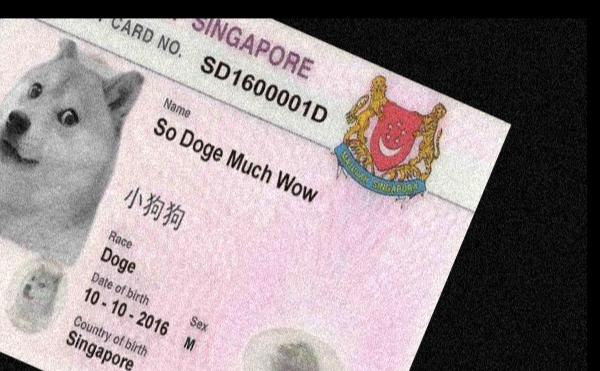 SINGAPORE
CARD NO. SD1600001D
Name
So Doge Much Wow
小狗狗
Race
Doge
Date of birth
10 - 10 - 2016
Sex
M
Country of birth
Singapore
MAJULAH SINGAPURA